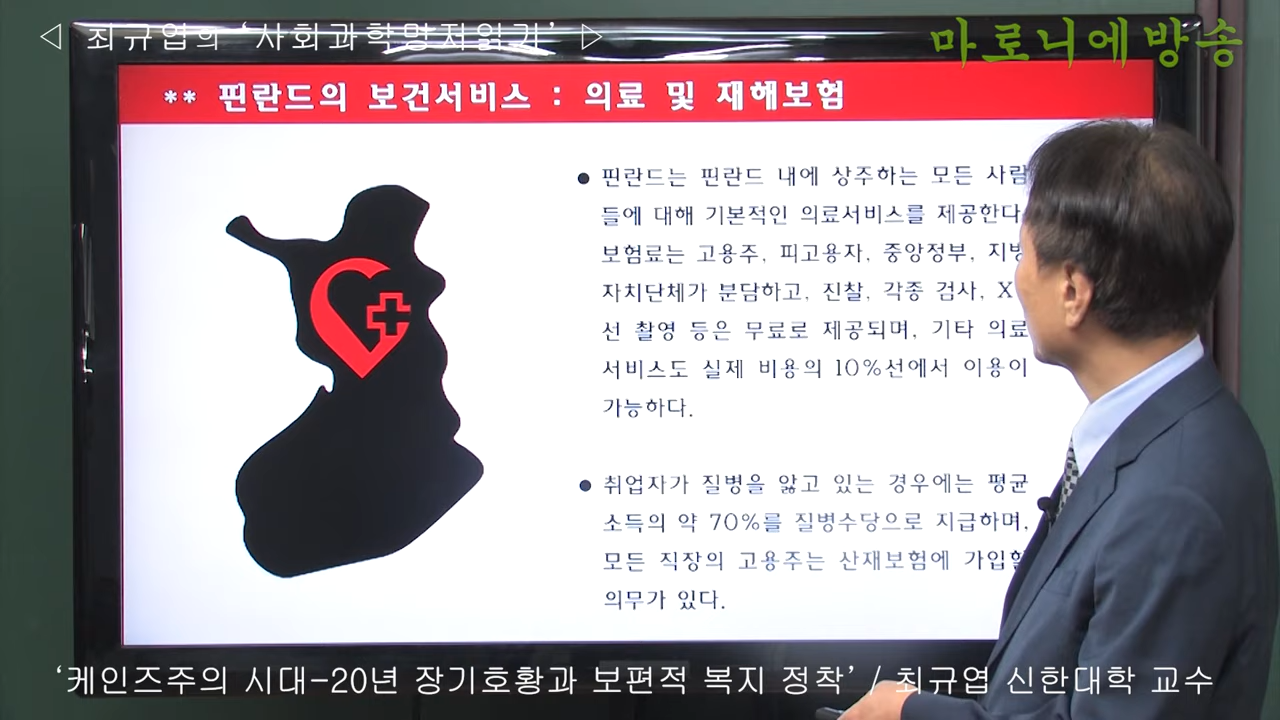 ◁ 최규엽의 ‘사회과학망치읽기’ ▷
마로니에방송
** 핀란드의 보건서비스 : 의료 및 재해보험
● 핀란드는 핀란드 내에 상주하는 모든 사람
들에 대해 기본적인 의료서비스를 제공한다
보험료는 고용주, 피고용자, 중앙정부, 지방
자치단체가 분담하고, 진찰, 각종 검사, X
선 촬영 등은 무료로 제공되며, 기타 의료
서비스도 실제 비용의 10%선에서 이용이
가능하다.
● 취업자가 질병을 앓고 있는 경우에는 평균
소득의 약 70%를 질병수당으로 지급하며,
모든 직장의 고용주는 산재보험에 가입할
의무가 있다.
‘케인즈주의 시대-20년 장기호황과 보편적 복지 정착’ / 최규엽 신한대학 교수